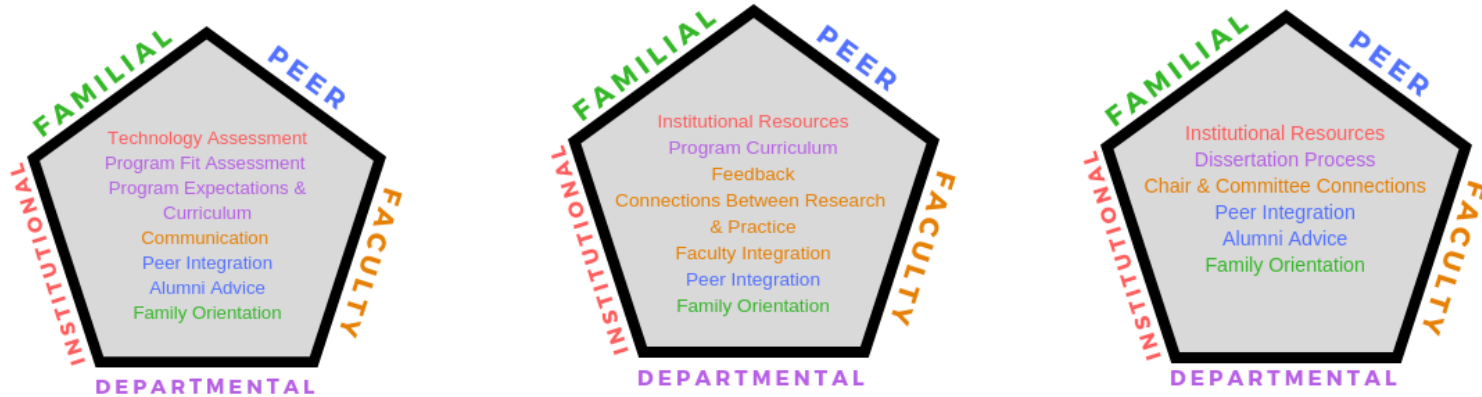 FAMILIAL
PEER
Technology Assessment
Program Fit Assessment
Program Expectations &
Curriculum
Communication
Peer Integration
Alumni Advice
Family Orientation
INSTITUTIONAL
FACULTY
DEPARTMENTAL
FAMILIAL
PEER
Institutional Resources
Program Curriculum
Feedback
Connections Between Research
& Practice
Faculty Integration
Peer Integration
Family Orientation
INSTITUTIONAL
FACULTY
DEPARTMENTAL
FAMILIAL
PEER
Institutional Resources
Dissertation Process
Chair & Committee Connections
Peer Integration
Alumni Advice
Family Orientation
INSTITUTIONAL
FACULTY
DEPARTMENTAL